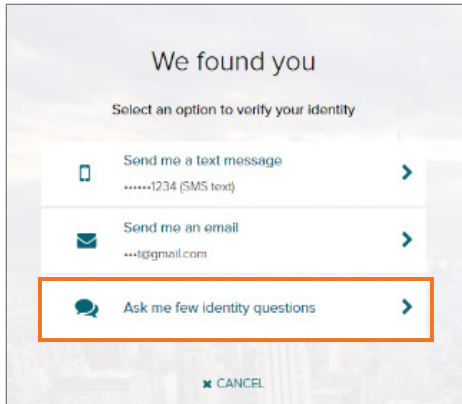 We found you
Select an option to verify your identity
Send me a text message
••••••1234 (SMS text)
Send me an email
•••t@gmail.com
Ask me few identity questions
✖ CANCEL